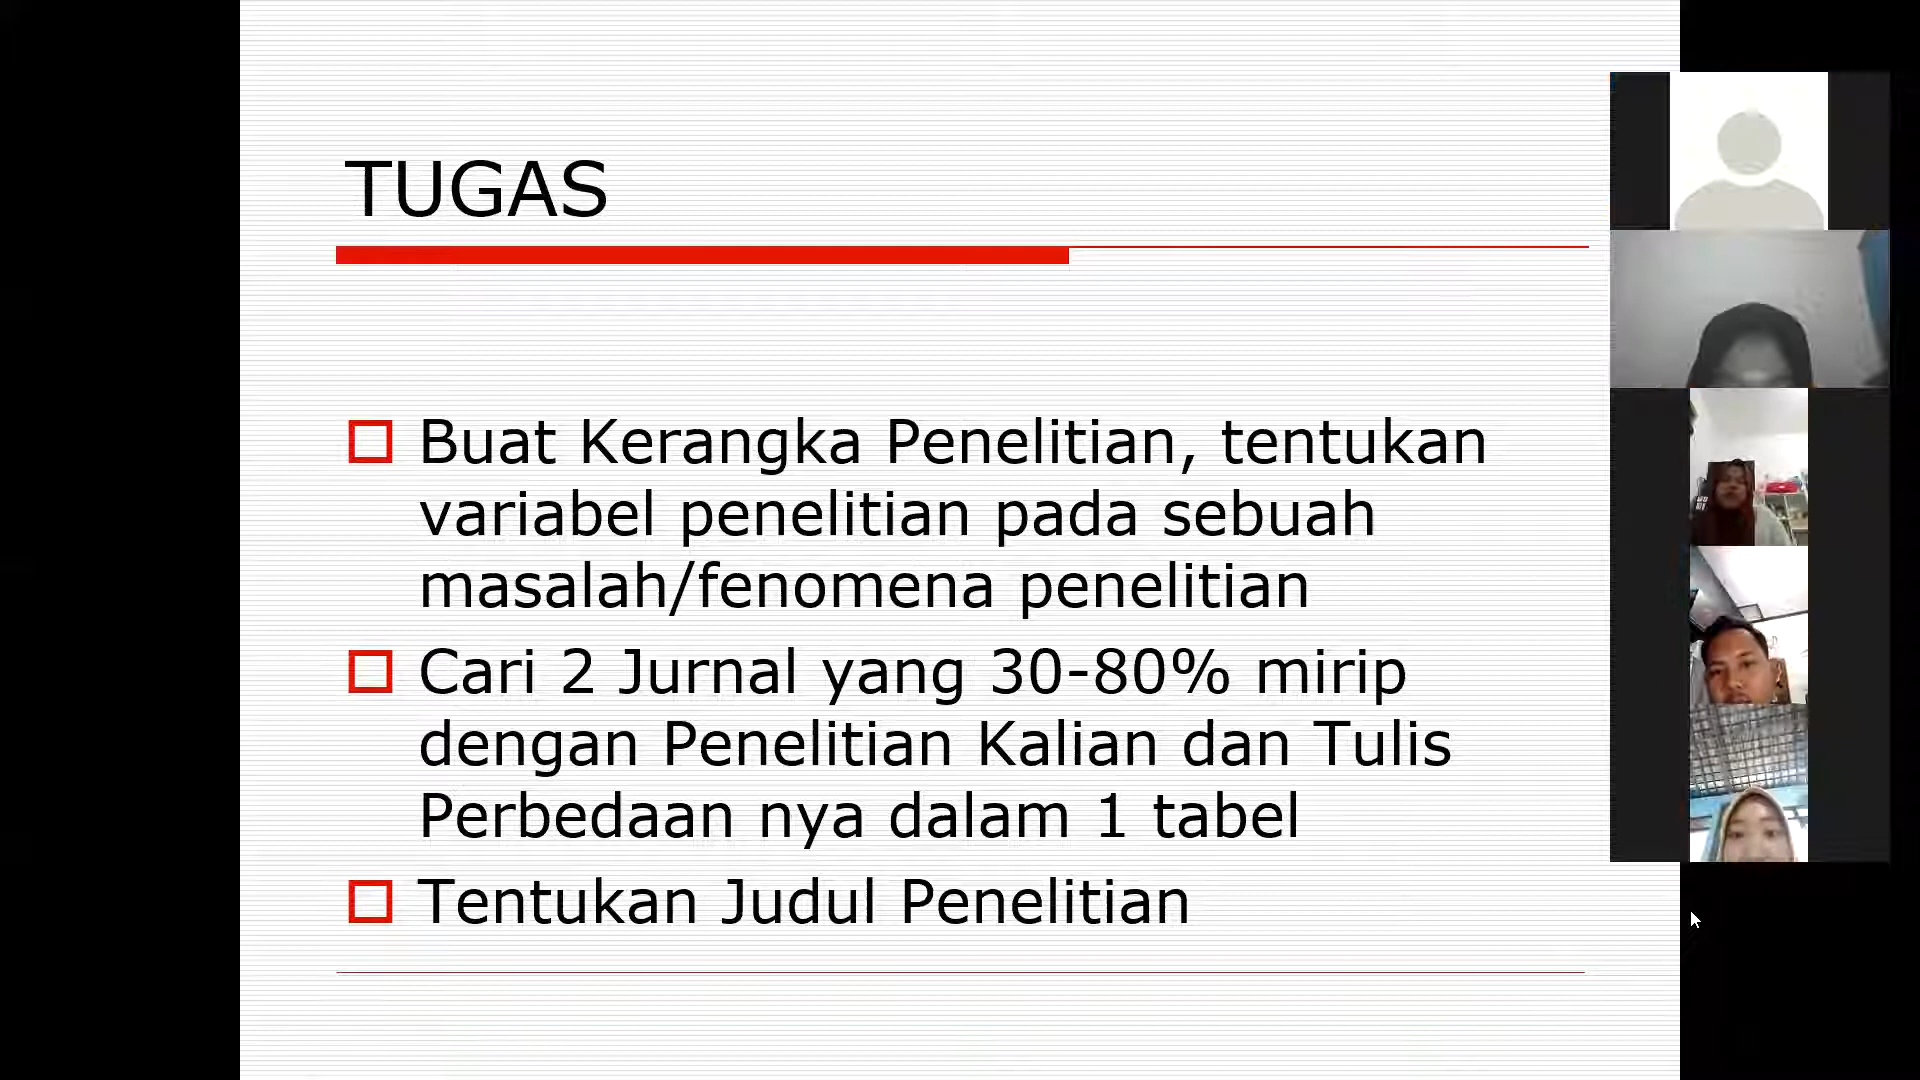 TUGAS
Buat Kerangka Penelitian, tentukan
variabel penelitian pada sebuah
masalah/fenomena penelitian
Cari 2 Jurnal yang 30-80% mirip
dengan Penelitian Kalian dan Tulis
Perbedaan nya dalam 1 tabel
Tentukan Judul Penelitian